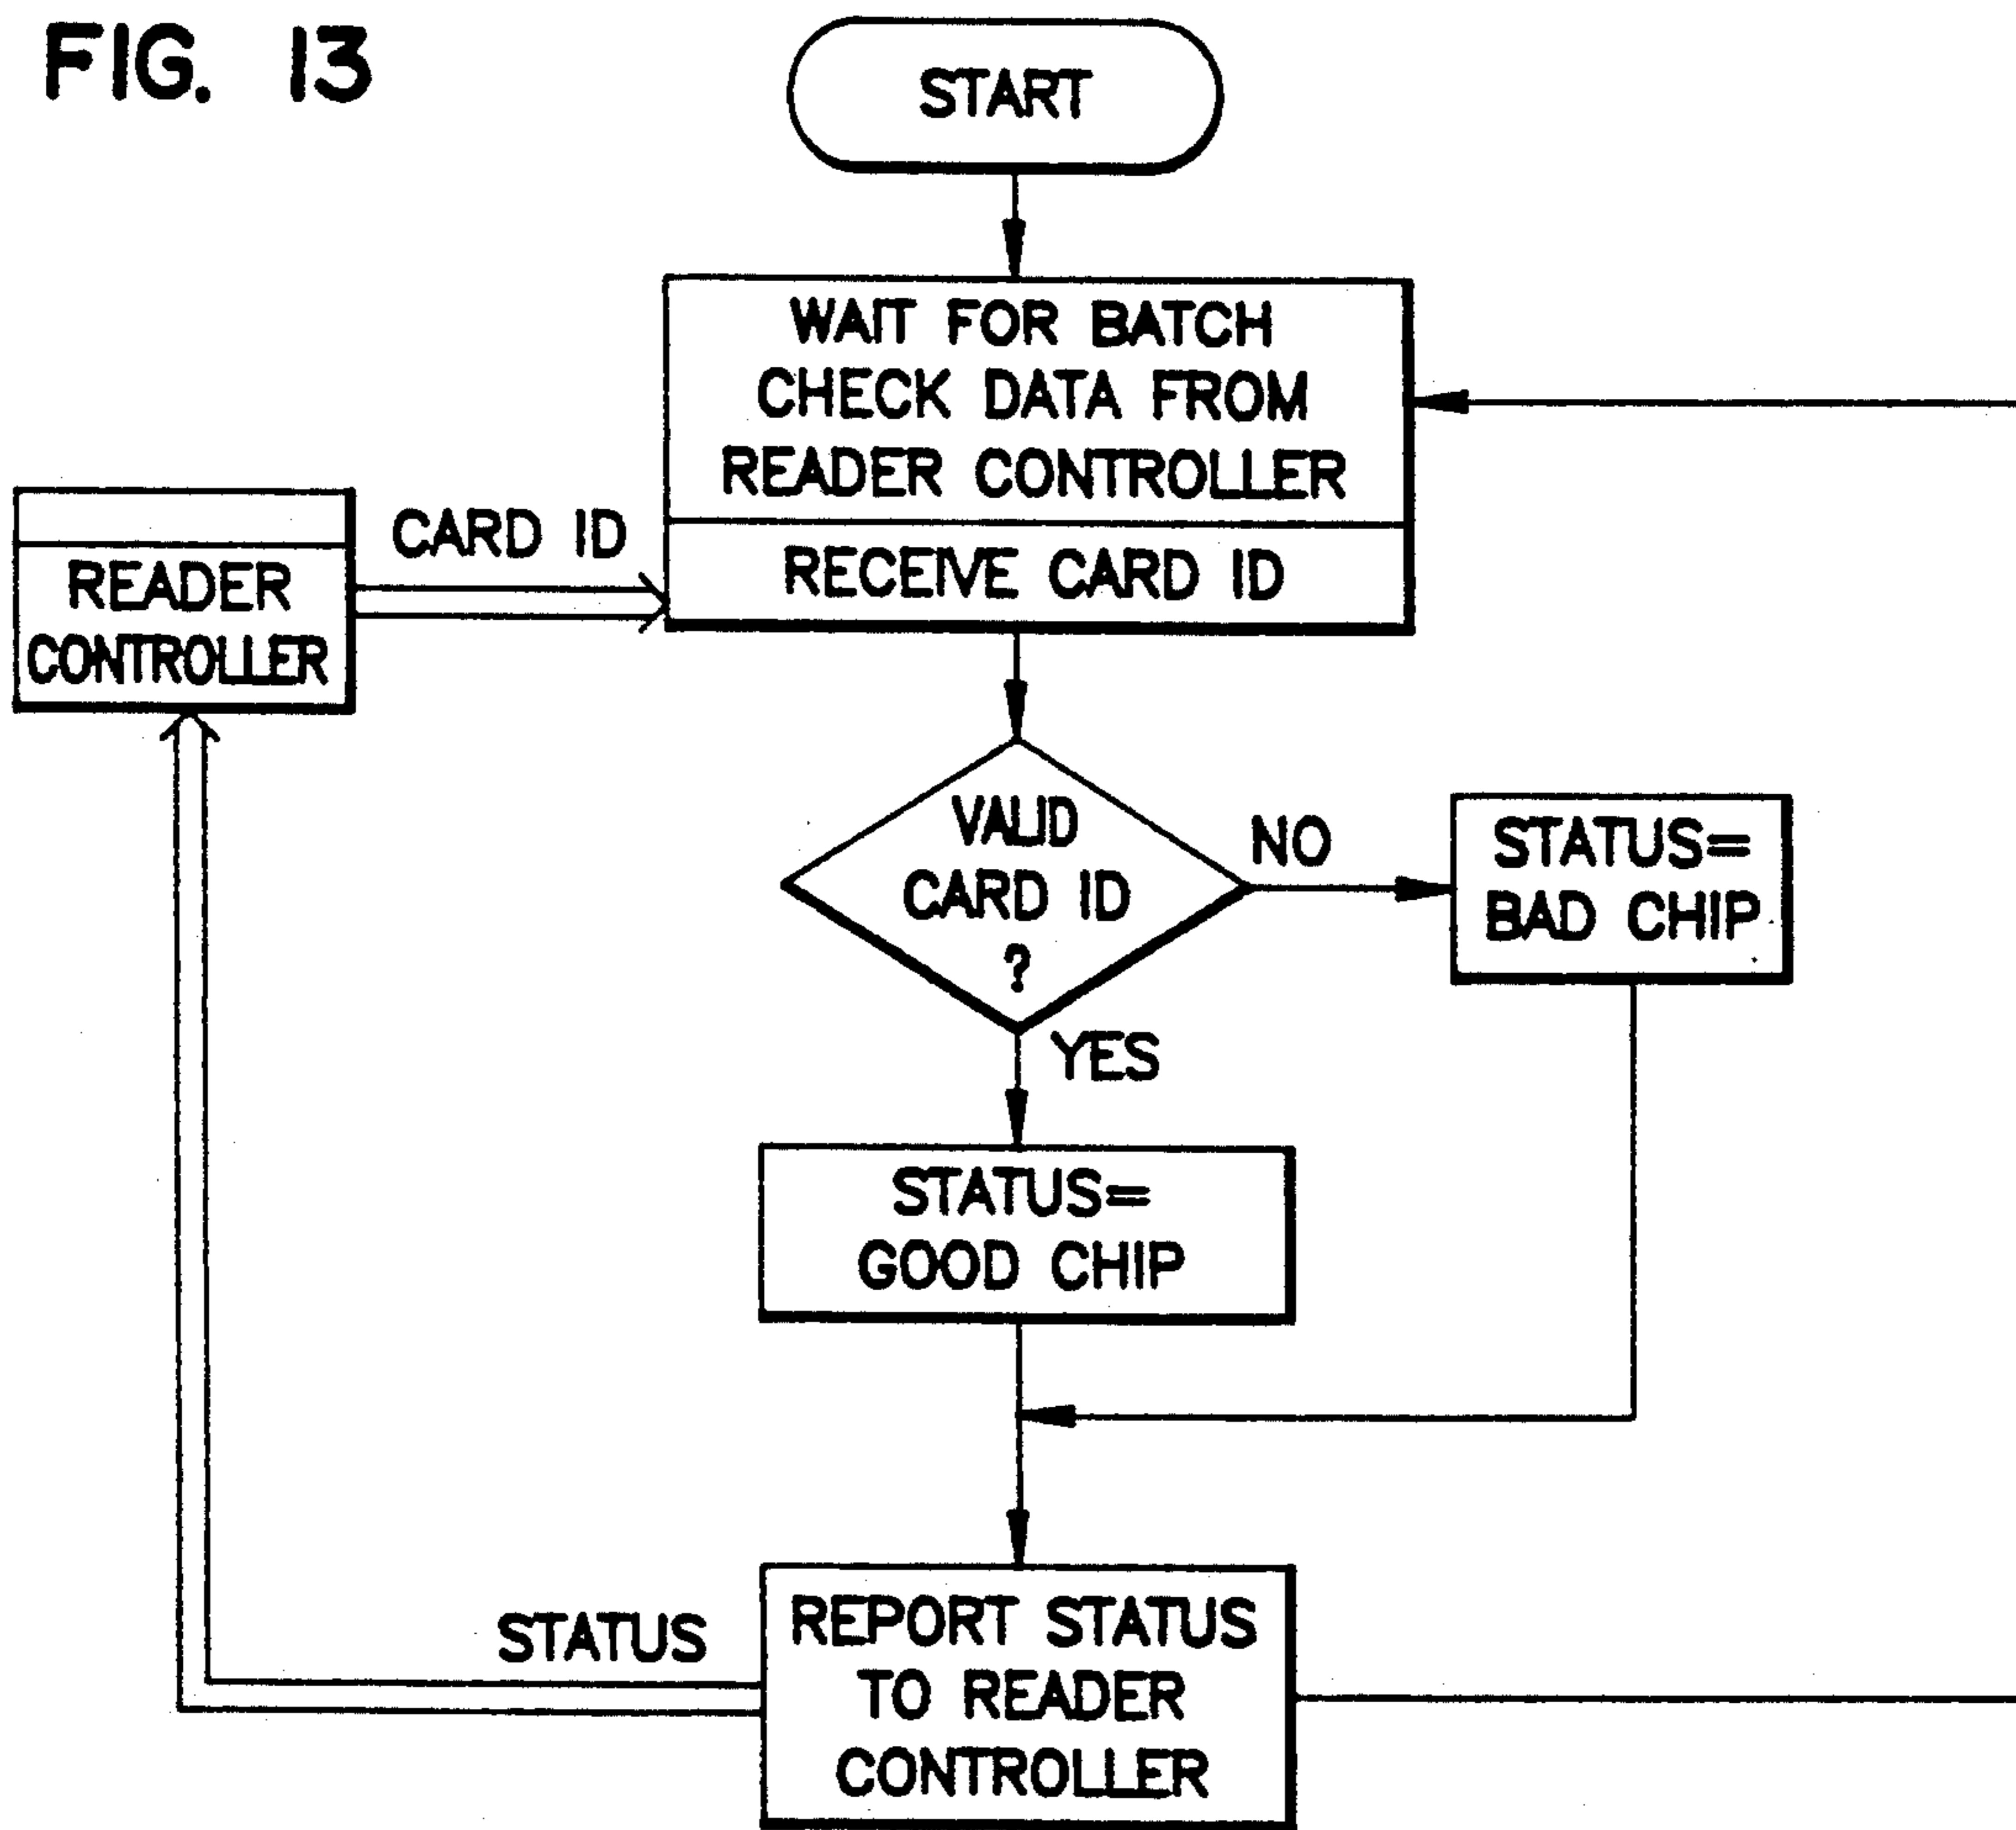 FIG. 13
START
WAIT FOR BATCH
CHECK DATA FROM
READER CONTROLLER
RECEIVE CARD ID
CARD ID
READER
CONTROLLER
VALID
CARD ID
?
NO
STATUS=
BAD CHIP
YES
STATUS=
GOOD CHIP
STATUS
REPORT STATUS
TO READER
CONTROLLER